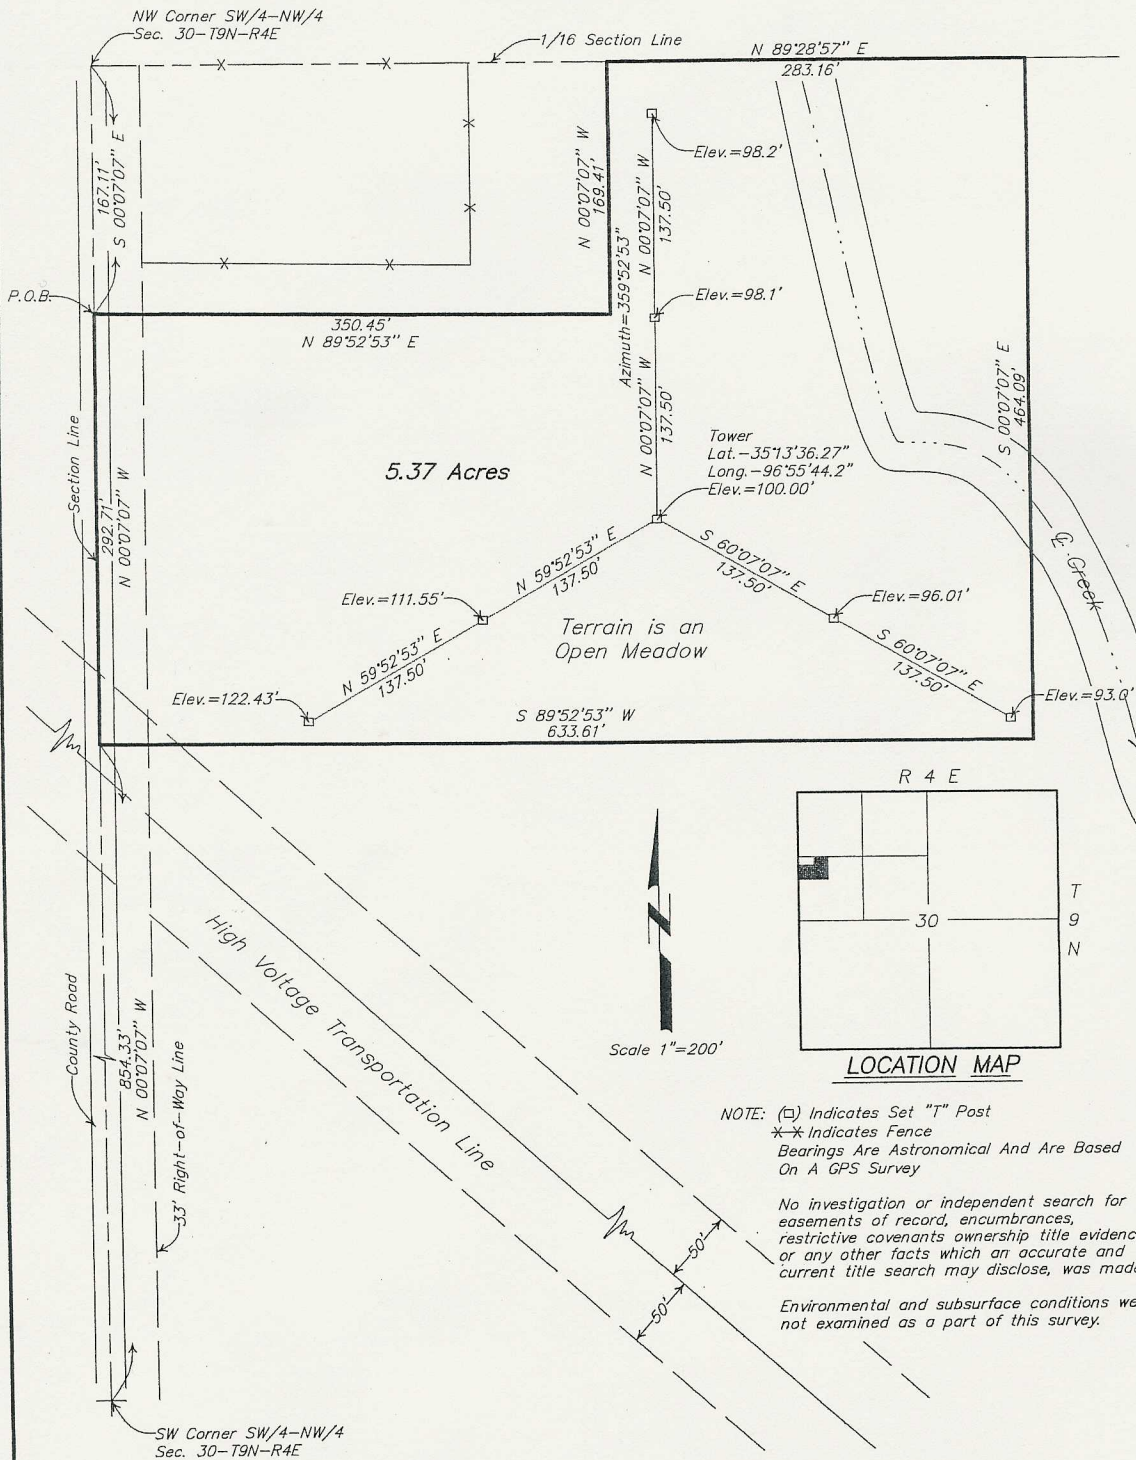 NW Corner SW/4-NW/4
Sec. 30-T9N-R4E
1/16 Section Line
N 89°28'57" E
283.16'
167.11'
S 00°07'07" E
N 00°07'07" W
169.41'
Elev.=98.2'
N 00°07'07" W
137.50'
Azimuth=359°52'53"
P.O.B.
350.45'
N 89°52'53" E
Elev.=98.1'
N 00°07'07" W
137.50'
S 00°07'07" E
464.09'
Section Line
292.71'
N 00°07'07" W
5.37 Acres
Tower
Lat.-35°13'36.27"
Long.-96°55'44.2"
Elev.=100.00'
N 59°52'53" E
137.50'
S 60°07'07" E
137.50'
℄ Creek
Elev.=111.55'
Elev.=96.01'
Terrain is an
Open Meadow
N 59°52'53" E
137.50'
S 60°07'07" E
137.50'
Elev.=122.43'
Elev.=93.0'
S 89°52'53" W
633.61'
R 4 E
T
9
N
30
LOCATION MAP
High Voltage Transportation Line
County Road
854.33'
N 00°07'07" W
33' Right-of-Way Line
Scale 1"=200'
NOTE: (□) Indicates Set "T" Post
X-X Indicates Fence
Bearings Are Astronomical And Are Based
On A GPS Survey
No investigation or independent search for
easements of record, encumbrances,
restrictive covenants ownership title evidenc
or any other facts which an accurate and
current title search may disclose, was mad
Environmental and subsurface conditions we
not examined as a part of this survey.
50'
50'
SW Corner SW/4-NW/4
Sec. 30-T9N-R4E